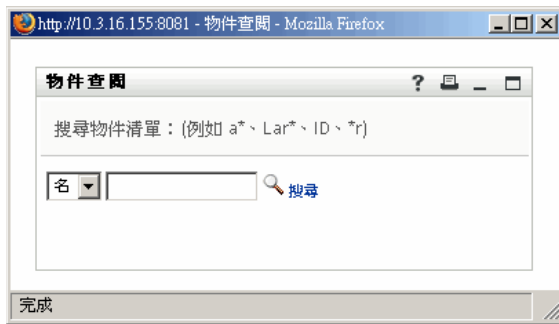 http://10.3.16.155:8081 - 物件查閱 - Mozilla Firefox
物件查閱
搜尋物件清單：(例如 a*、Lar*、ID、*r)
名
搜尋
完成